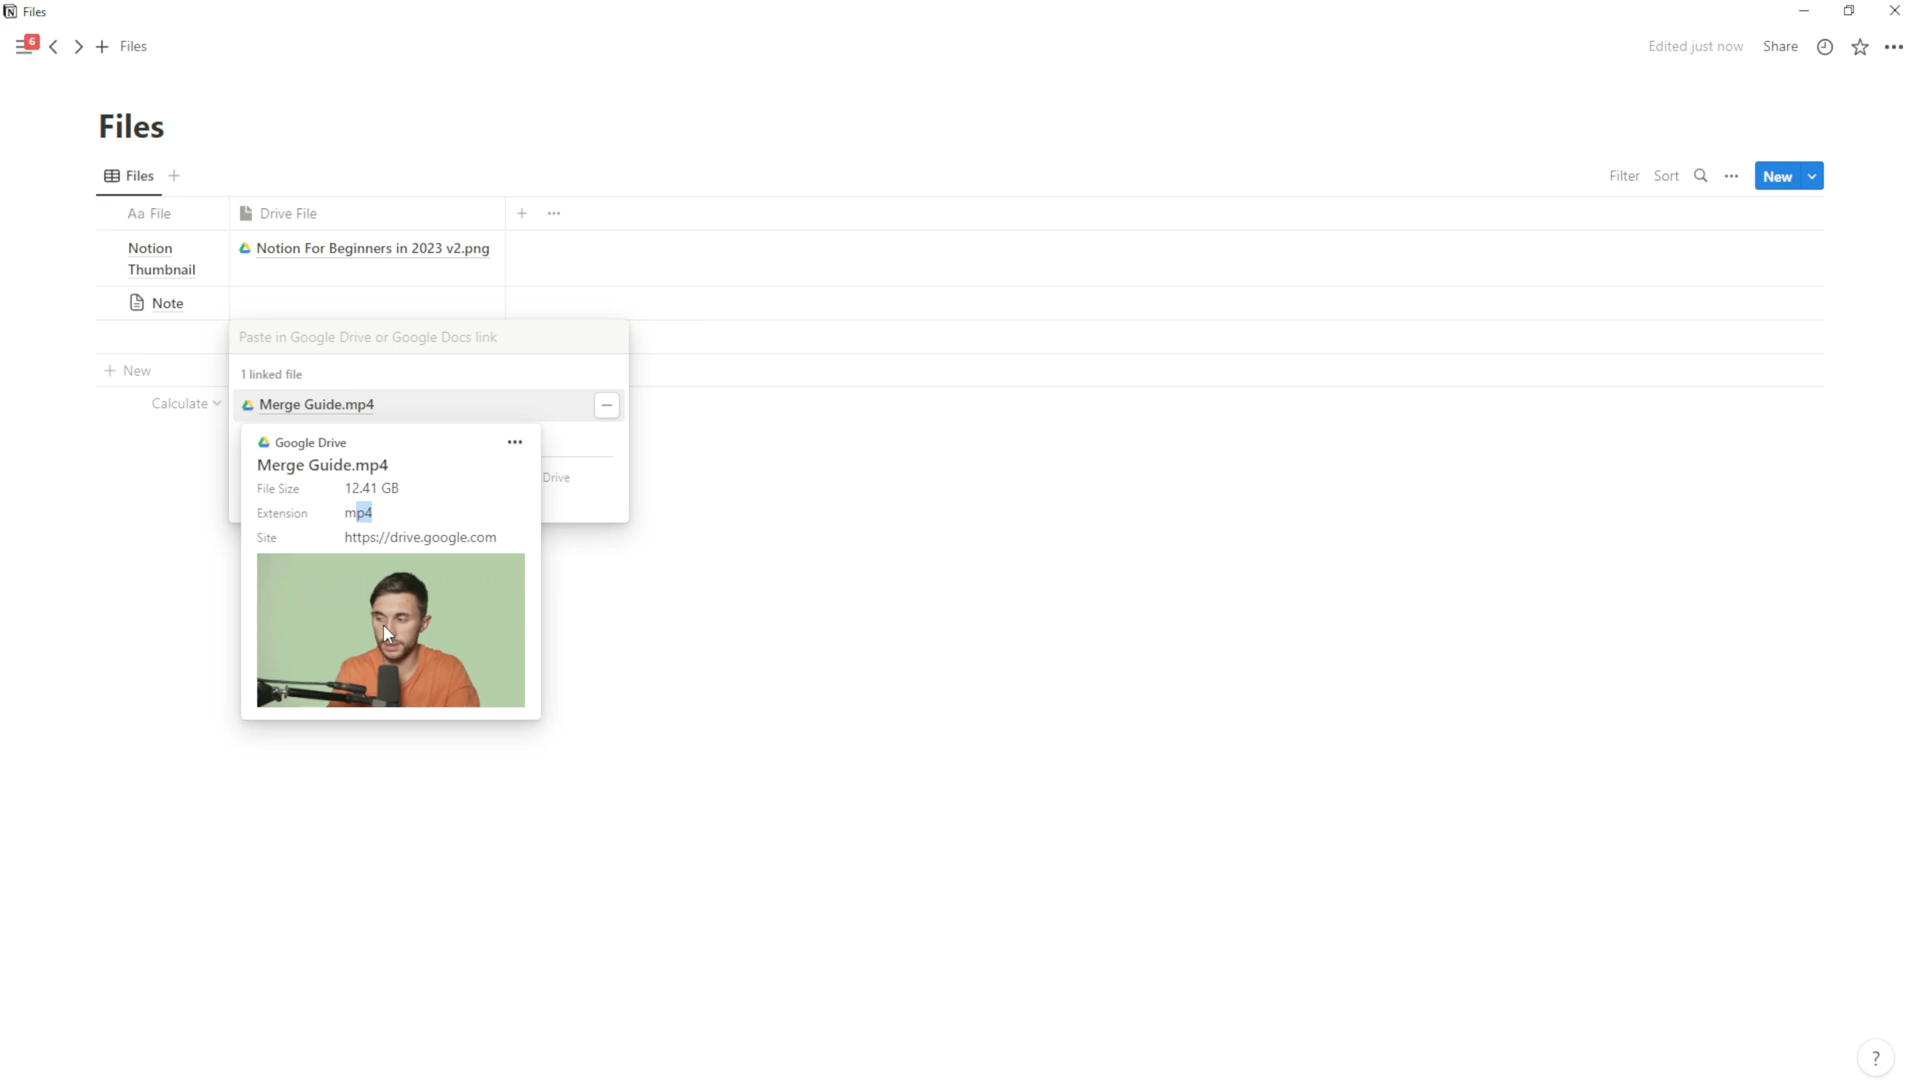 Files
6
Files
Edited just now
Share
Files
Files
Filter
Sort
New
Aa File
Drive File
Notion
Thumbnail
Notion For Beginners in 2023 v2.png
Note
Paste in Google Drive or Google Docs link
New
1 linked file
Calculate
Merge Guide.mp4
Google Drive
Merge Guide.mp4
File Size 12.41 GB
Drive
Extension mp4
Site https://drive.google.com
?